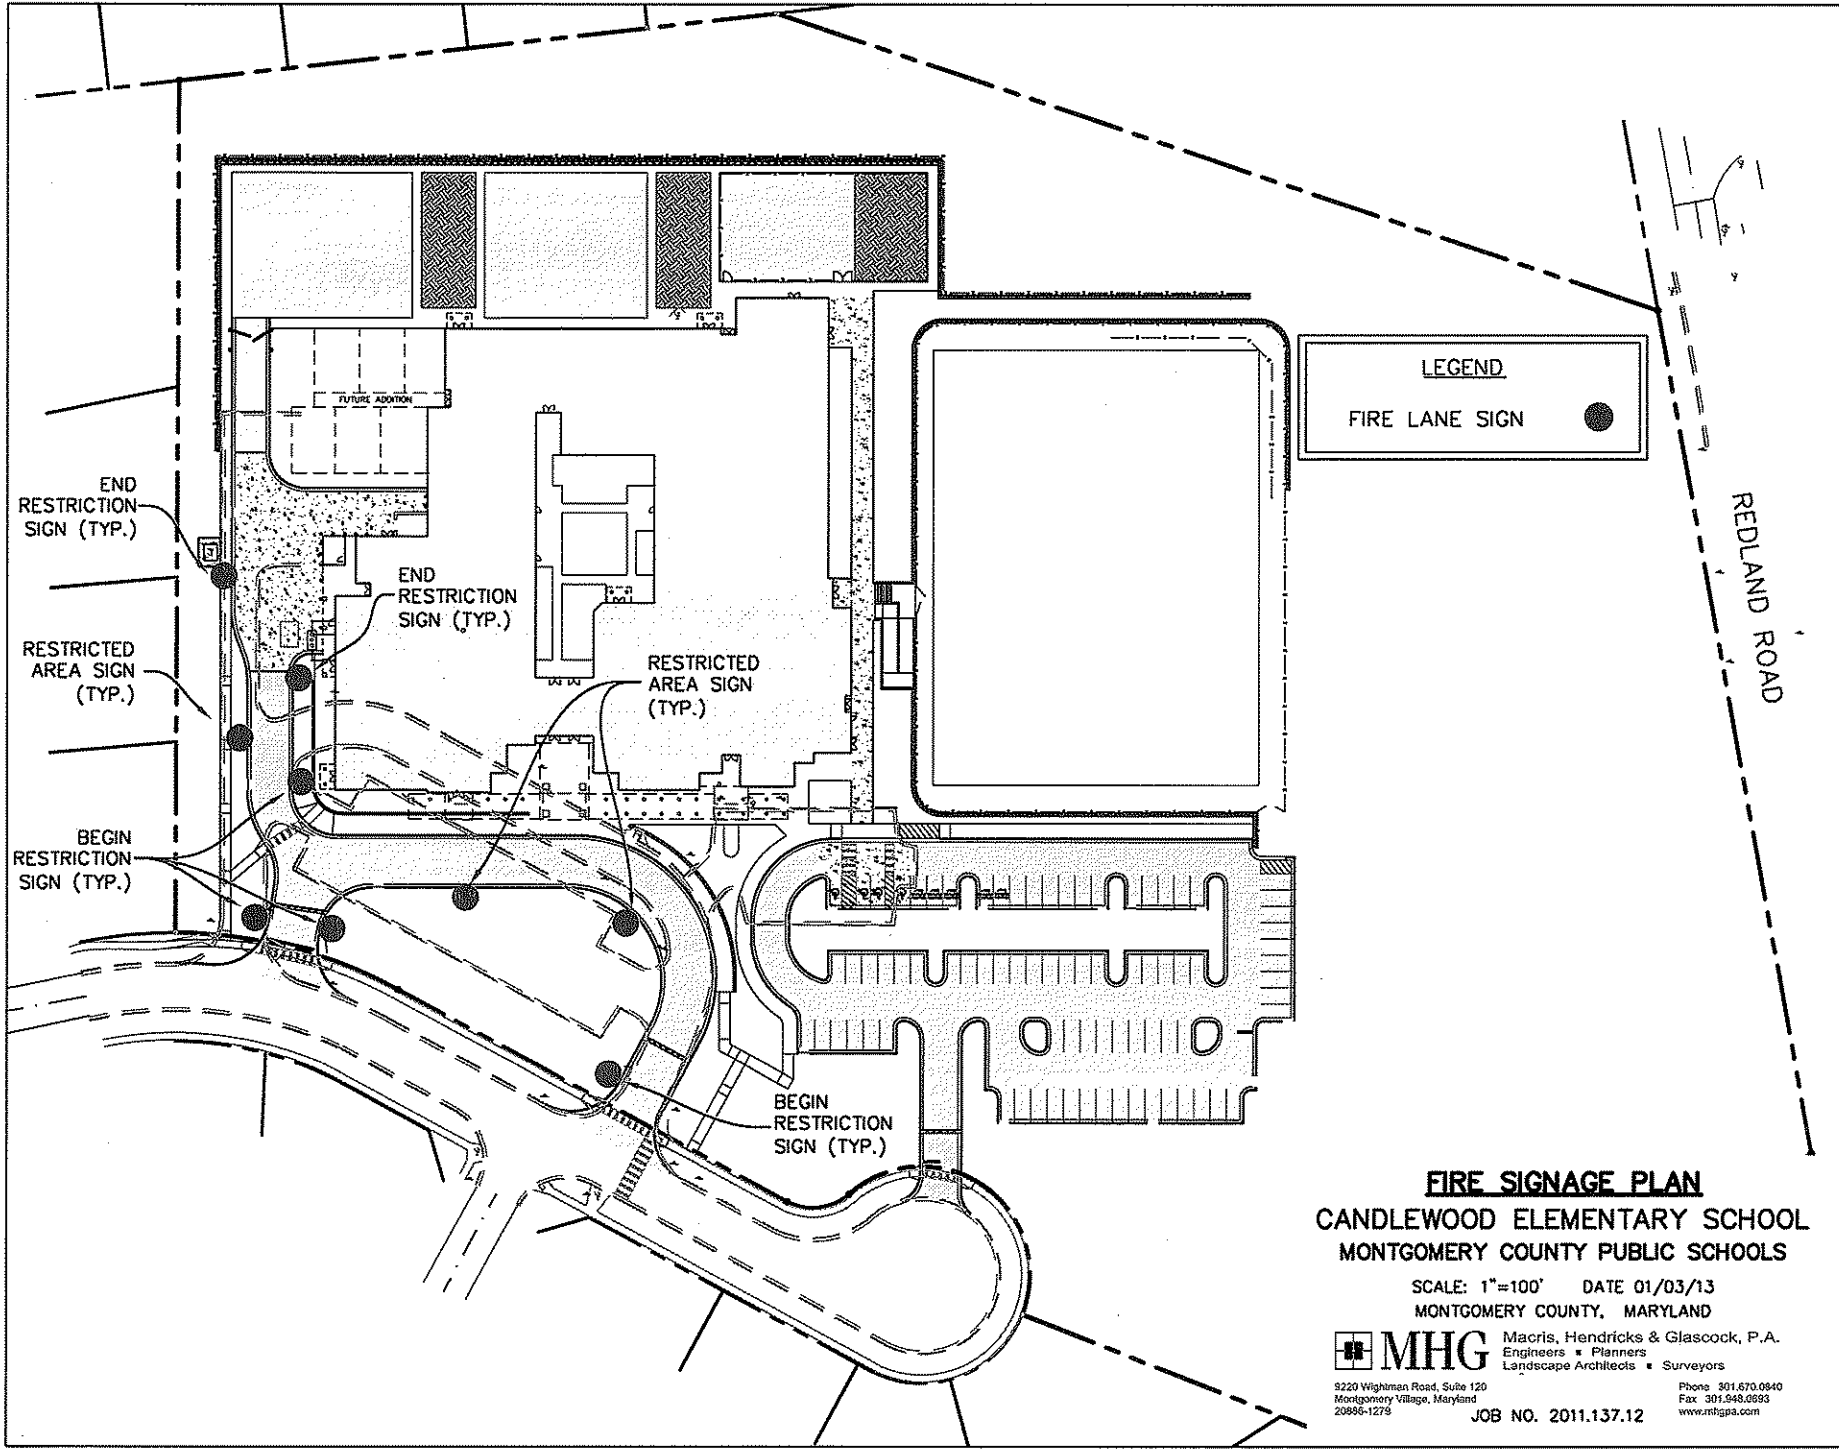 LEGEND
FIRE LANE SIGN
REDLAND ROAD
FUTURE ADDITION
END
RESTRICTION
SIGN (TYP.)
END
RESTRICTION
SIGN (TYP.)
RESTRICTED
AREA SIGN
(TYP.)
RESTRICTED
AREA SIGN
(TYP.)
BEGIN
RESTRICTION
SIGN (TYP.)
BEGIN
RESTRICTION
SIGN (TYP.)
FIRE SIGNAGE PLAN
CANDLEWOOD ELEMENTARY SCHOOL
MONTGOMERY COUNTY PUBLIC SCHOOLS
SCALE: 1"=100' DATE 01/03/13
MONTGOMERY COUNTY, MARYLAND
MHG
Macris, Hendricks & Glascock, P.A.
Engineers ■ Planners
Landscape Architects ■ Surveyors
9220 Wightman Road, Suite 120
Montgomery Village, Maryland
20886-1279
Phone 301.670.0840
Fax 301.948.0693
www.mhgpa.com
JOB NO. 2011.137.12